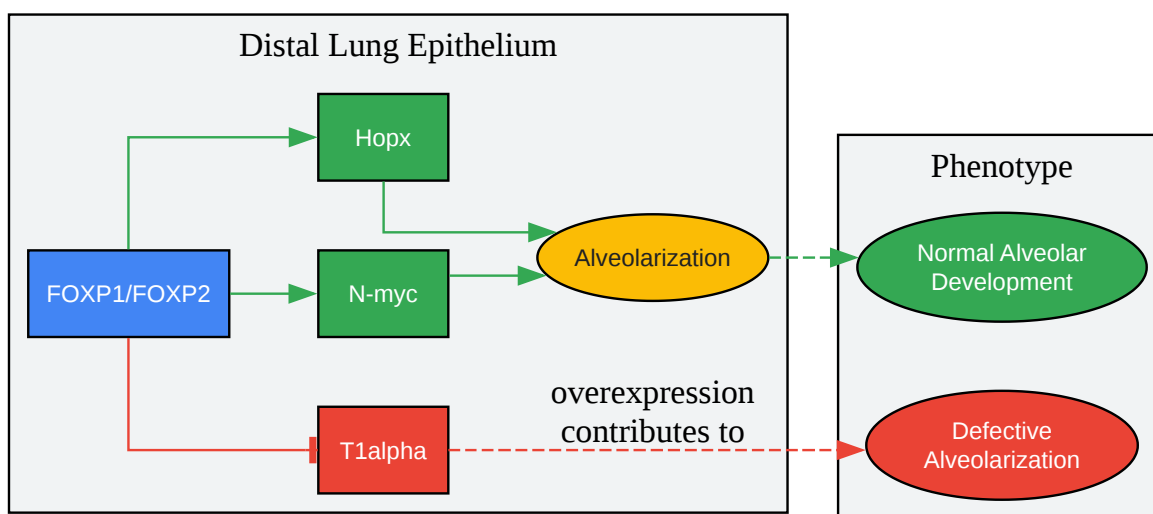 Distal Lung Epithelium
Hopx
FOXP1/FOXP2
N-myc
Alveolarization
T1alpha
overexpression
contributes to
Phenotype
Normal Alveolar
Development
Defective
Alveolarization